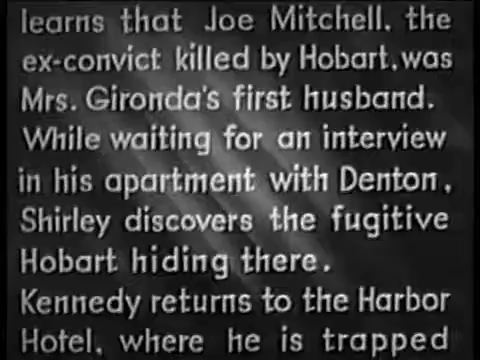 learns that Joe Mitchell, the
ex-convict killed by Hobart, was
Mrs. Gironda's first husband.
While waiting for an interview
in his apartment with Denton,
Shirley discovers the fugitive
Hobart hiding there.
Kennedy returns to the Harbor
Hotel, where he is trapped